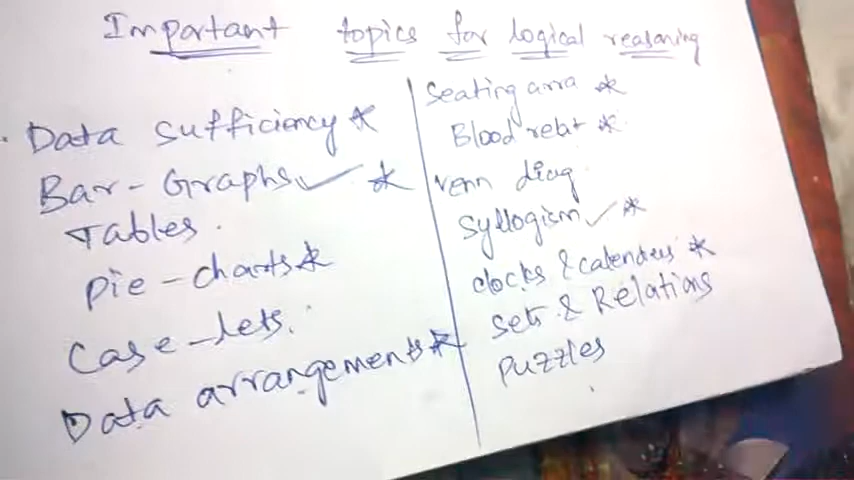 Important topics for logical reasoning
Data sufficiency *
Bar-Graphs ✓ *
Tables.
pie-charts *
Case-lets.
Data arrangements *
Seating arra *
Blood relat *
venn diag
Syllogism ✓ *
clocks & calenders *
Sets & Relations
Puzzles